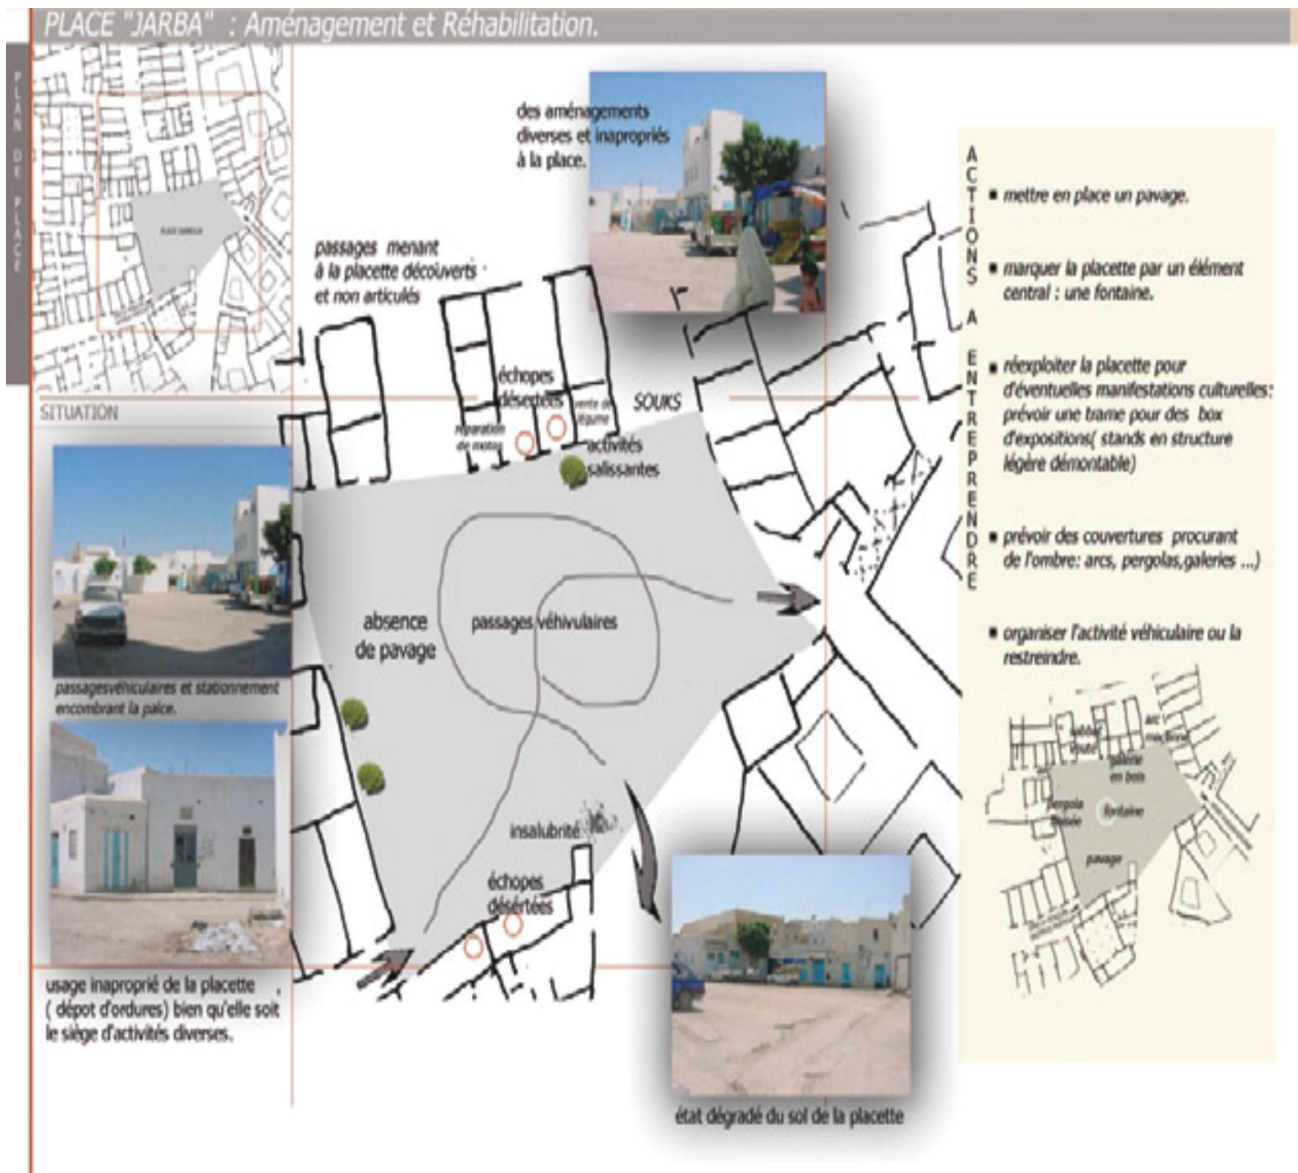 PLACE "JARBA" : Aménagement et Réhabilitation.
PLAN DE PLACE
SITUATION
des aménagements
diverses et inapropriés
à la place.
passages menant
à la placette découverts
et non articulés
échopes
désertées
réparation
de motos
vente de
légume
SOUKS
activités
salissantes
absence
de pavage
passages véhivulaires
insalubrité
échopes
désértées
passagesvéhiculaires et stationnement
encombrant la palce.
usage inaproprié de la placette
( dépot d'ordures) bien qu'elle soit
le siège d'activités diverses.
état dégradé du sol de la placette
ACTIONS A ENTREPRENDRE
▪ mettre en place un pavage.
▪ marquer la placette par un élément
central : une fontaine.
▪ réexploiter la placette pour
d'éventuelles manifestations culturelles:
prévoir une trame pour des box
d'expositions( stands en structure
légère démontable)
▪ prévoir des couvertures procurant
de l'ombre: arcs, pergolas,galeries ...)
▪ organiser l'activité véhiculaire ou la
restreindre.
arc
galerie
en bois
pergola
fontaine
pavage